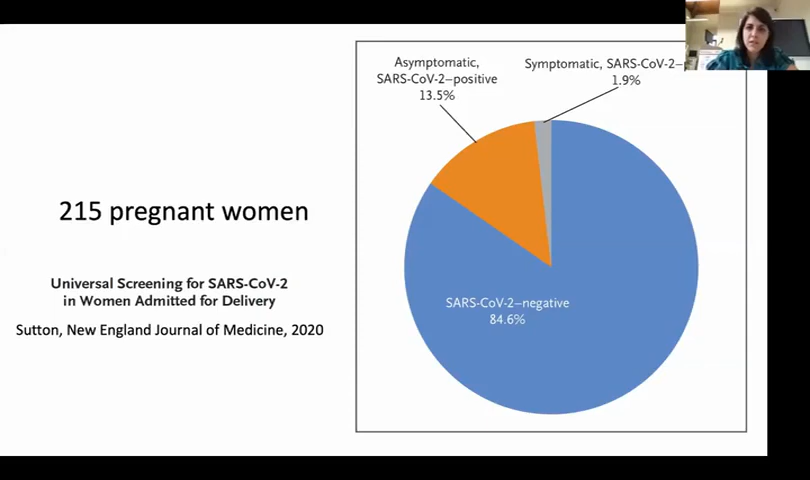 Asymptomatic,
SARS-CoV-2–positive
13.5%
Symptomatic, SARS-CoV-2–
1.9%
215 pregnant women
Universal Screening for SARS-CoV-2
in Women Admitted for Delivery
Sutton, New England Journal of Medicine, 2020
SARS-CoV-2–negative
84.6%